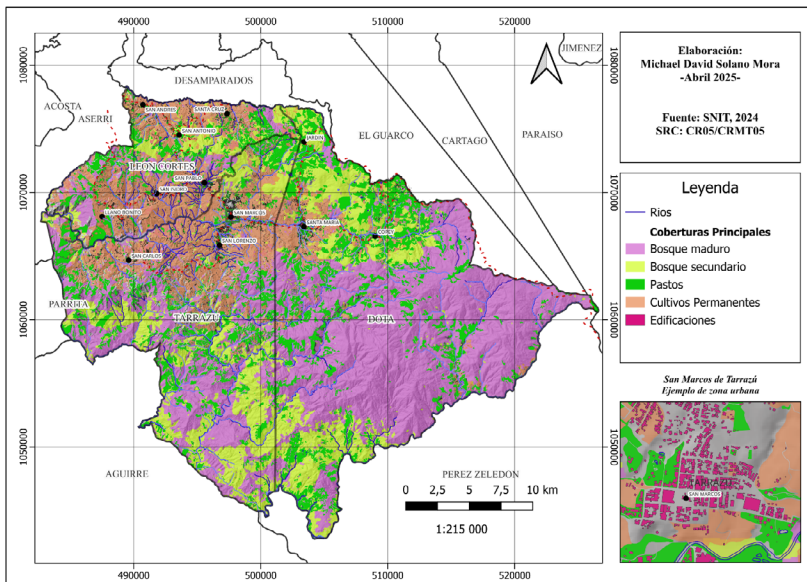 490000
500000
510000
520000
1080000
1080000
JIMENEZ
DESAMPARADOS
ACOSTA
ASERRI
EL GUARCO
CARTAGO
PARAISO
SAN ANDRES
SANTA CRUZ
SAN ANTONIO
JARDIN
LEON CORTES
SAN PABLO
SAN ISIDRO
1070000
1070000
LLANO BONITO
SAN MARCOS
SANTA MARIA
COPEY
SAN LORENZO
SAN CARLOS
PARRITA
TARRAZU
DOTA
1060000
1060000
1050000
1050000
AGUIRRE
PEREZ ZELEDON
0 2,5 5 7,5 10 km
1:215 000
490000
500000
510000
520000
Elaboración:
Michael David Solano Mora
-Abril 2025-
Fuente: SNIT, 2024
SRC: CR05/CRMT05
Leyenda
Rios
Coberturas Principales
Bosque maduro
Bosque secundario
Pastos
Cultivos Permanentes
Edificaciones
San Marcos de Tarrazú
Ejemplo de zona urbana
TARRAZU
SAN MARCOS